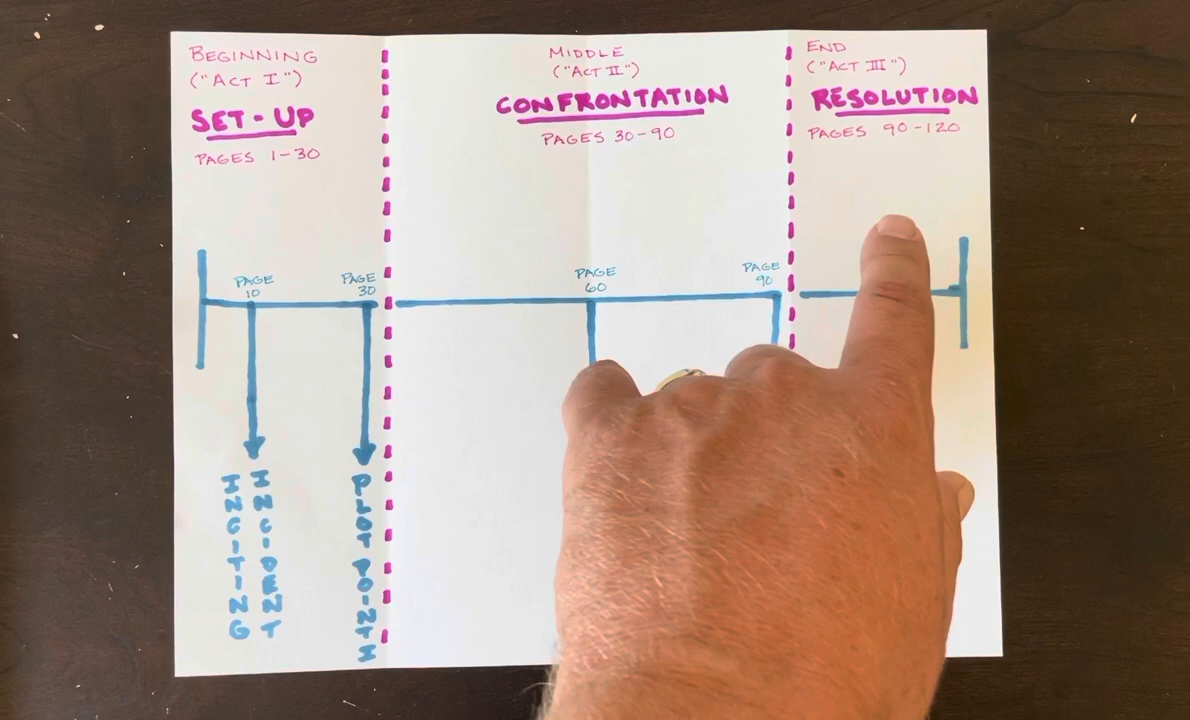 BEGINNING
("ACT I")
SET-UP
PAGES 1-30
MIDDLE
("ACT II")
CONFRONTATION
PAGES 30-90
END
("ACT III")
RESOLUTION
PAGES 90-120
PAGE
10
PAGE
30
PAGE
60
PAGE
90
INCITING
INCIDENT
PLOT POINT I